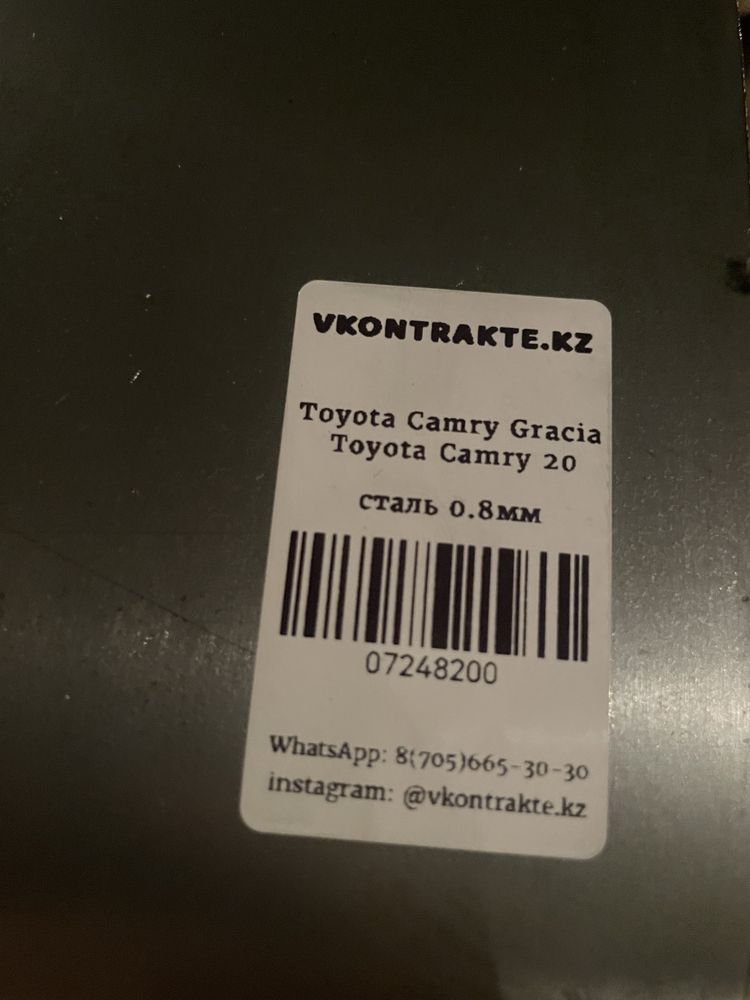 VKONTRAKTE.KZ
Toyota Camry Gracia
Toyota Camry 20
сталь 0.8мм
07248200
WhatsApp: 8(705)665-30-30
instagram: @vkontrakte.kz